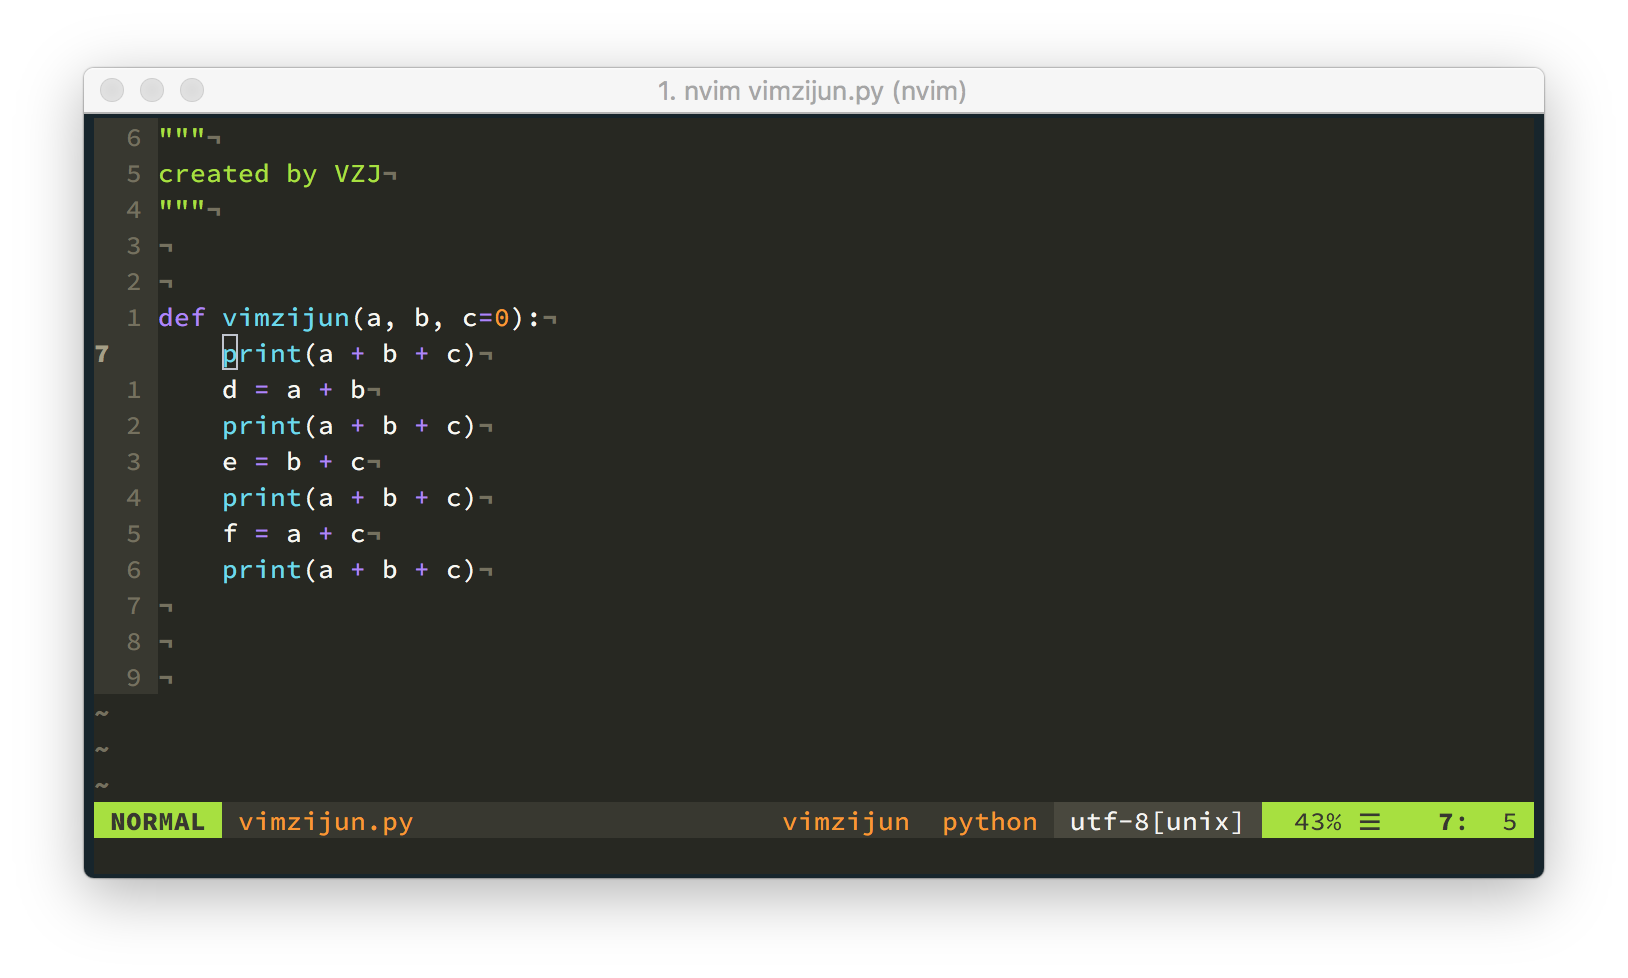 1. nvim vimzijun.py (nvim)
6 """¬
5 created by VZJ¬
4 """¬
3 ¬
2 ¬
1 def vimzijun(a, b, c=0):¬
7     print(a + b + c)¬
1     d = a + b¬
2     print(a + b + c)¬
3     e = b + c¬
4     print(a + b + c)¬
5     f = a + c¬
6     print(a + b + c)¬
7 ¬
8 ¬
9 ¬
~
~
~
NORMAL vimzijun.py vimzijun python utf-8[unix] 43% ☰ 7: 5